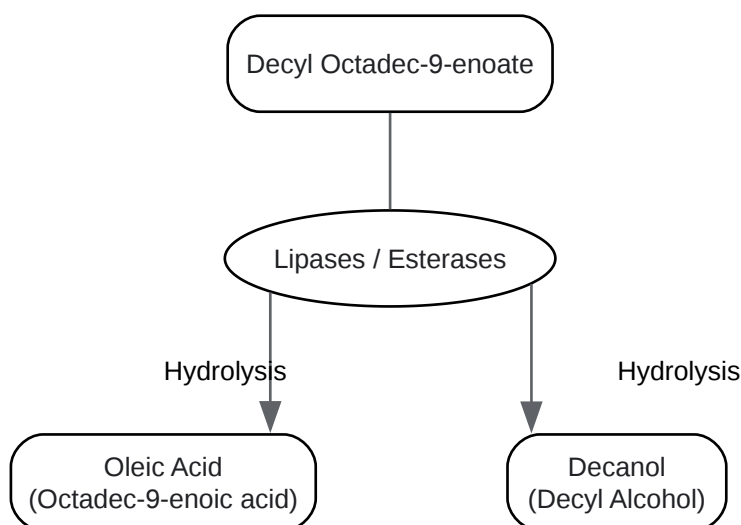 Decyl Octadec-9-enoate
Lipases / Esterases
Hydrolysis
Hydrolysis
Oleic Acid
(Octadec-9-enoic acid)
Decanol
(Decyl Alcohol)